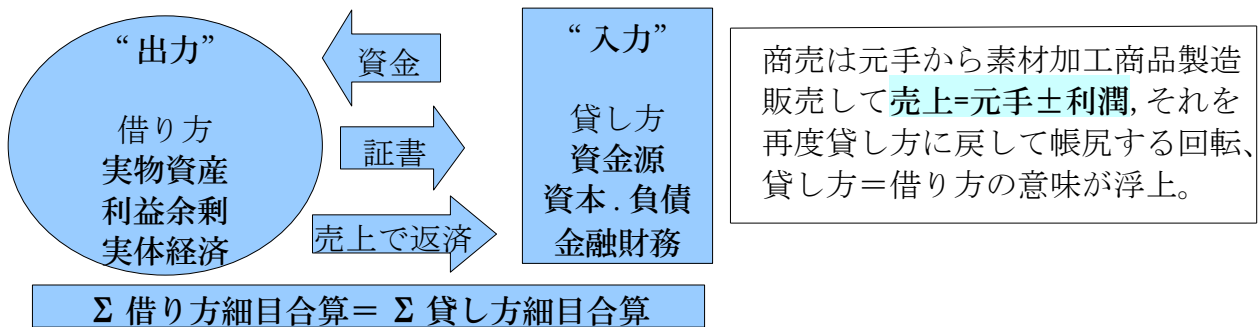 “出力”
借り方
実物資産
利益余剰
実体経済
資金
証書
売上で返済
“入力”
貸し方
資金源
資本 . 負債
金融財務
商売は元手から素材加工商品製造
販売して売上=元手±利潤, それを
再度貸し方に戻して帳尻する回転、
貸し方＝借り方の意味が浮上。
Σ 借り方細目合算＝ Σ 貸し方細目合算